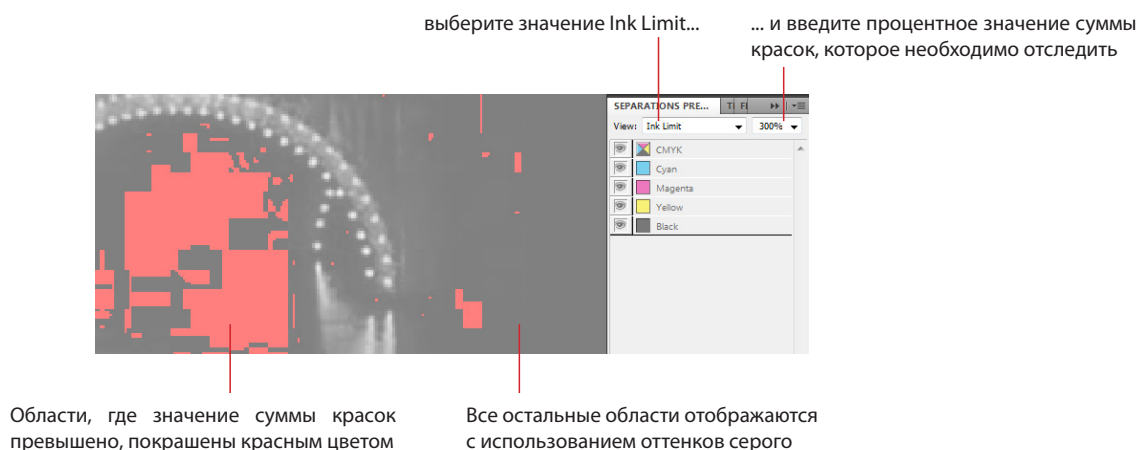 выберите значение Ink Limit...
... и введите процентное значение суммы
красок, которое необходимо отследить
SEPARATIONS PRE...
View: Ink Limit 300%
CMYK
Cyan
Magenta
Yellow
Black
Области, где значение суммы красок
превышено, покрашены красным цветом
Все остальные области отображаются
с использованием оттенков серого